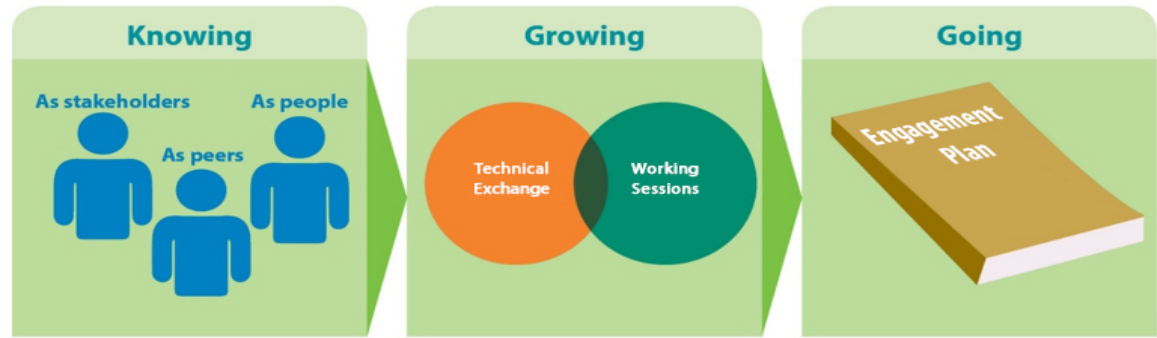 Knowing
As stakeholders
As people
As peers
Growing
Technical
Exchange
Working
Sessions
Going
Engagement
Plan